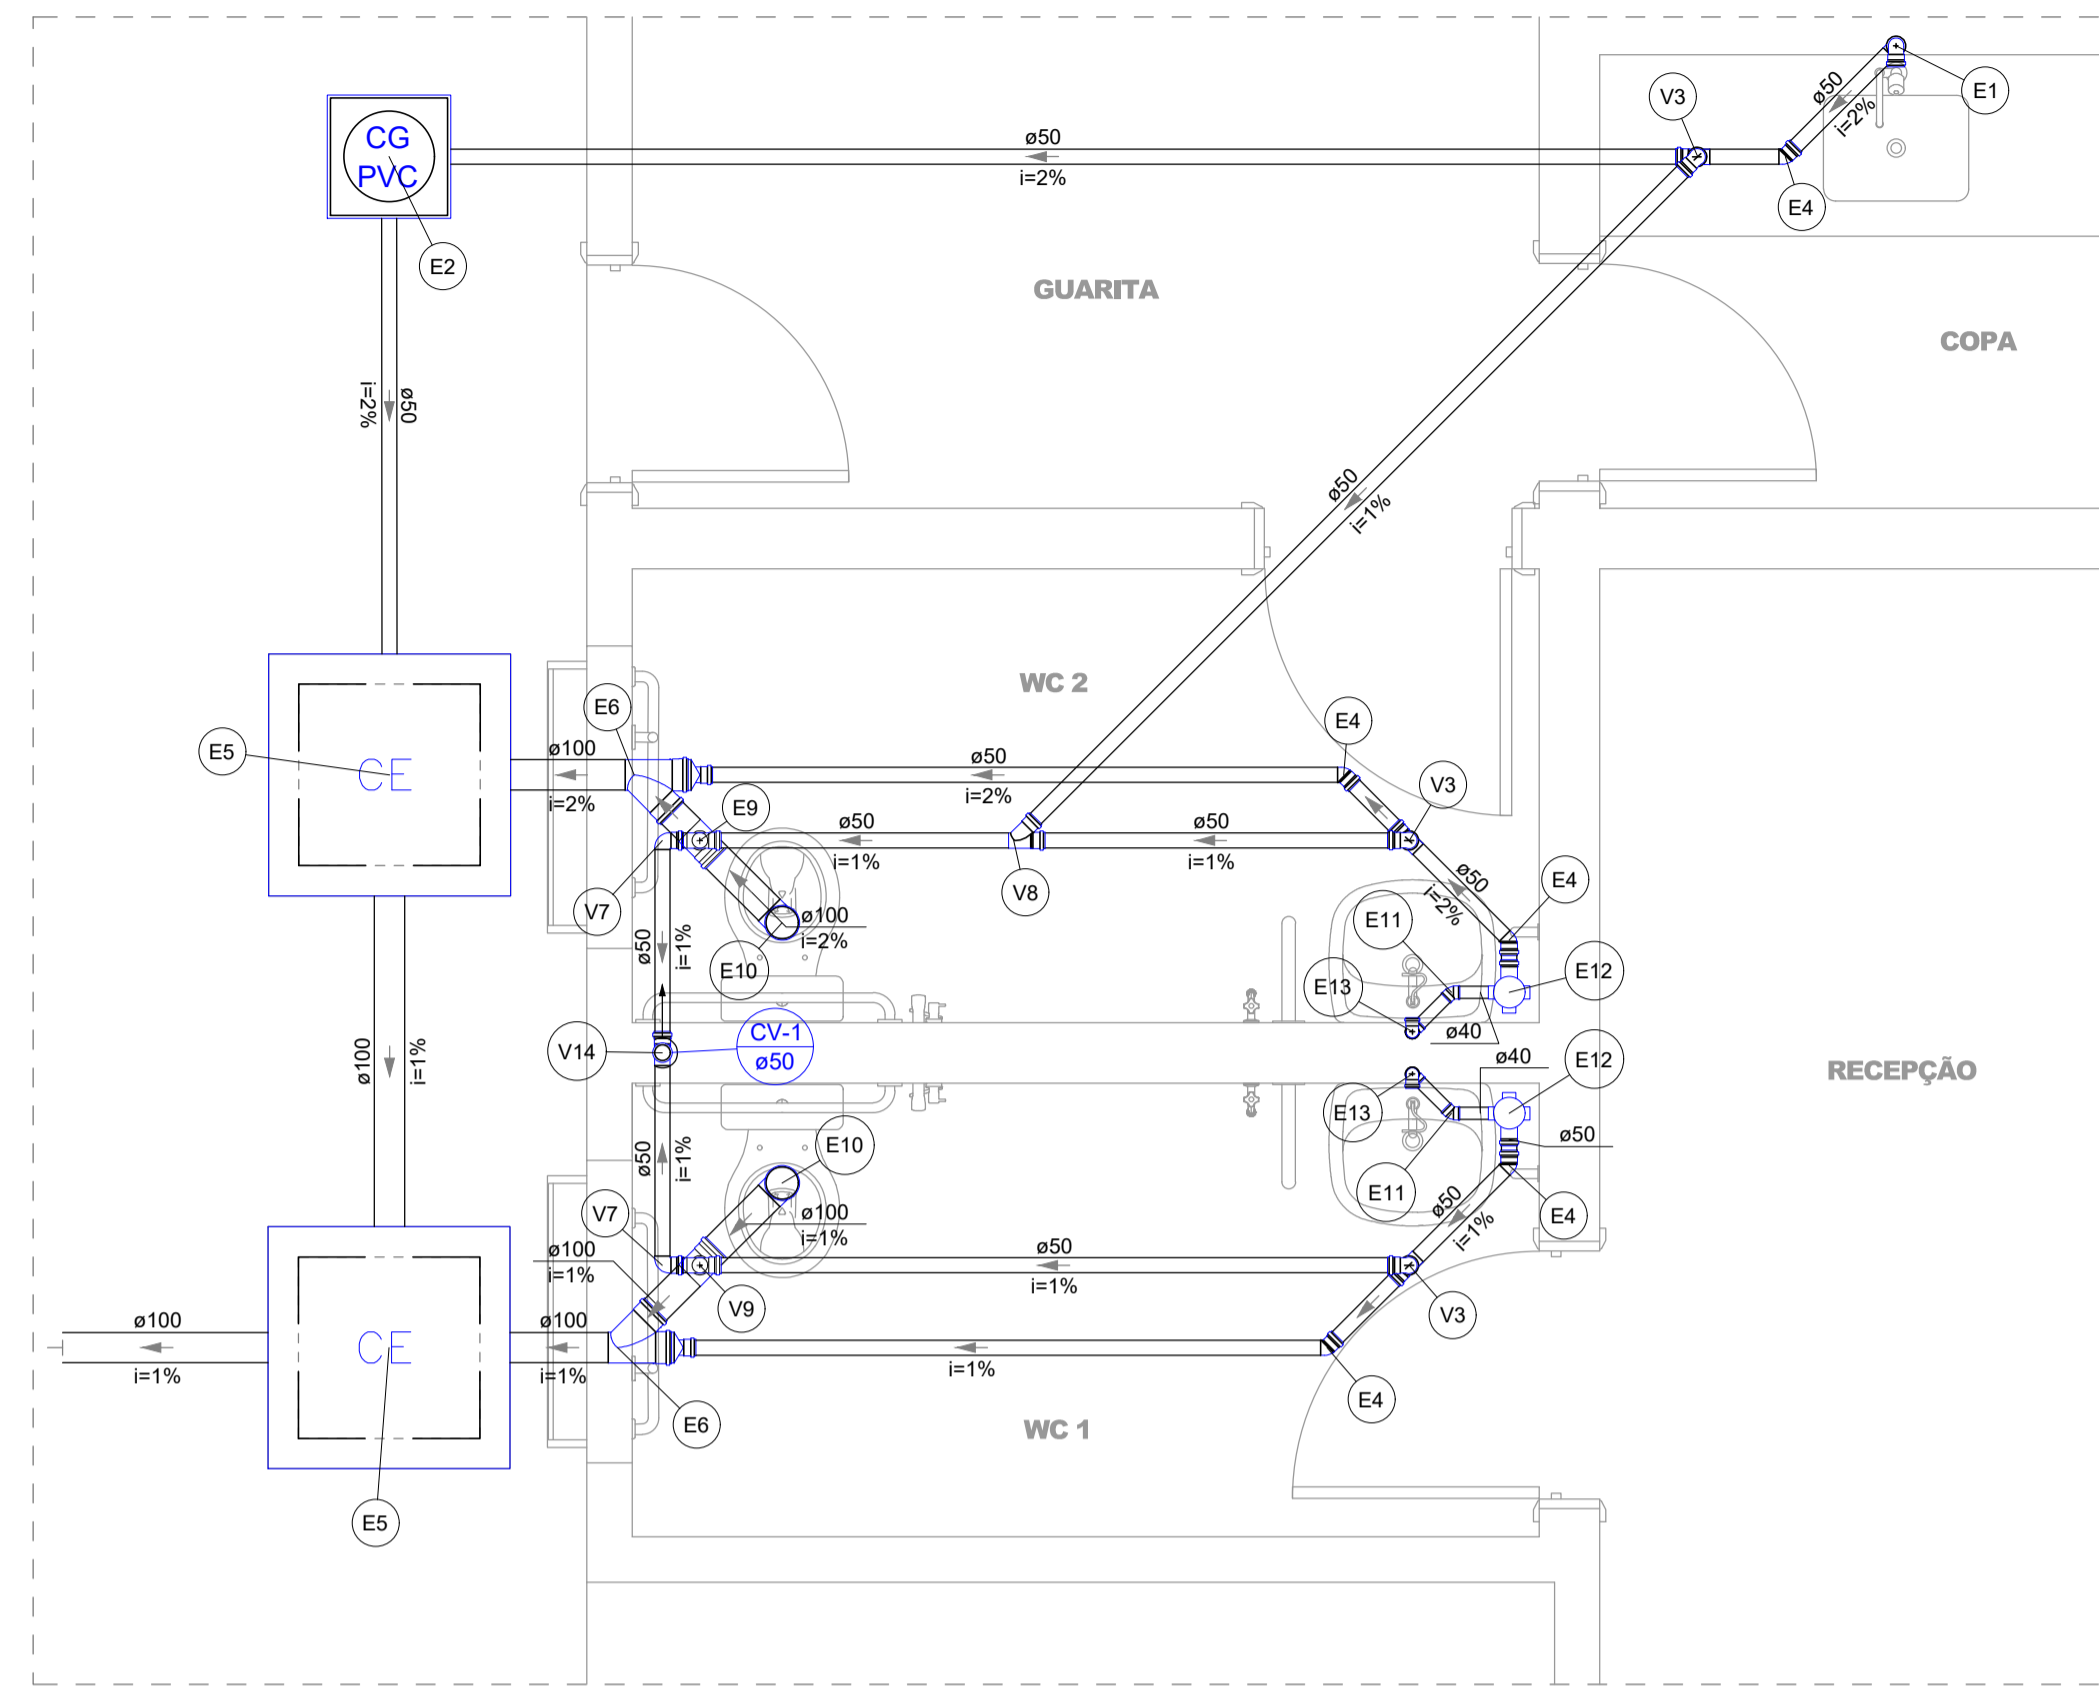 E1
V3
ø50
i=2%
E4
CG
PVC
ø50
i=2%
E2
GUARITA
COPA
i=2%
ø50
ø50
i=1%
WC 2
E6
E4
E5
CE
ø100
i=2%
ø50
i=2%
V3
E9
ø50
i=1%
ø50
i=1%
V7
V8
ø50
i=2%
E4
E11
ø100
i=2%
ø50
i=1%
E10
E13
E12
ø40
V14
CV-1
ø50
ø100
i=1%
ø40
E12
RECEPÇÃO
E13
E11
ø50
E10
ø50
i=1%
V7
ø100
i=1%
ø50
i=1%
E4
ø100
i=1%
ø50
i=1%
V9
V3
ø100
i=1%
CE
ø100
i=1%
i=1%
E4
E6
WC 1
E5